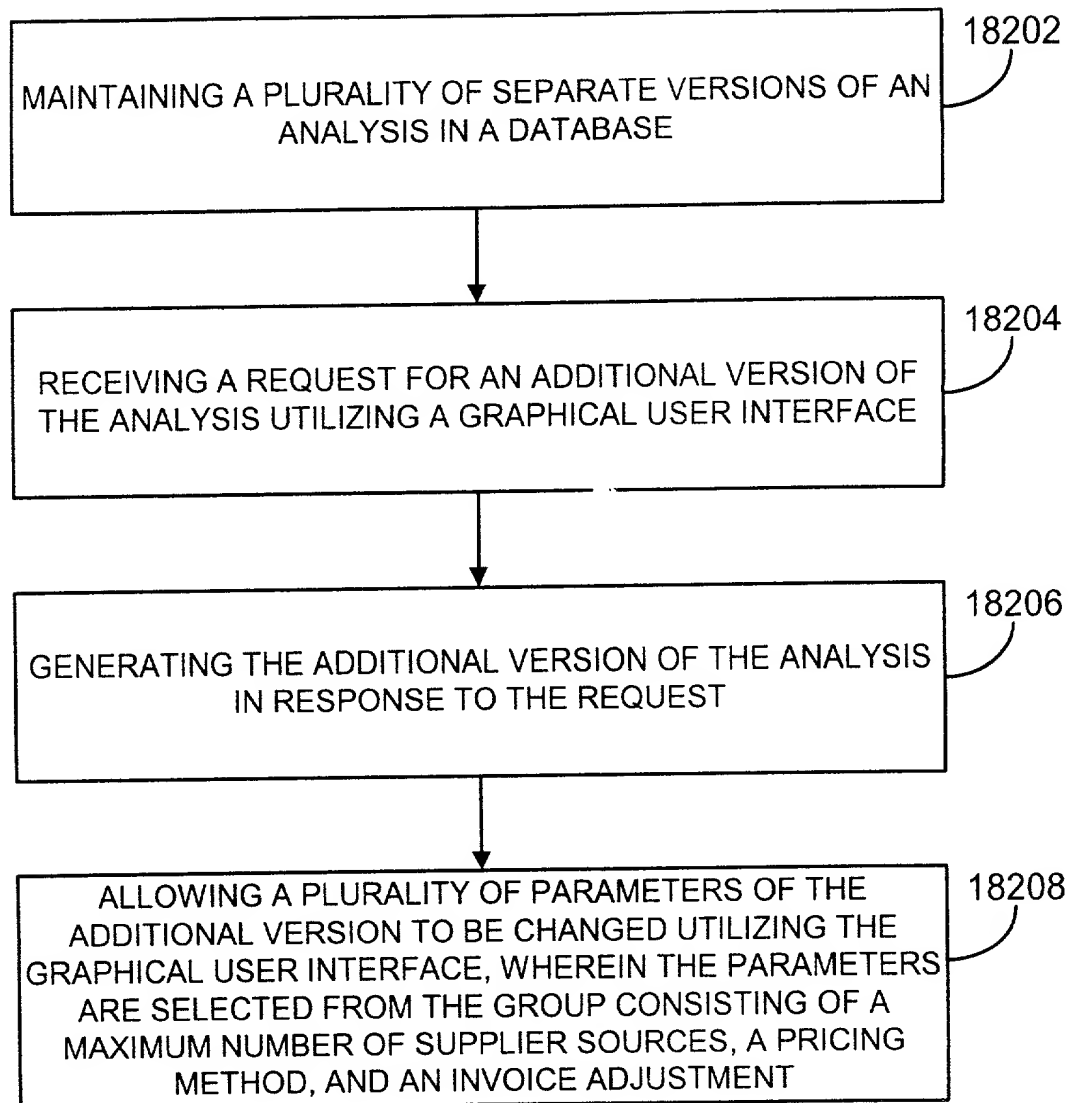 18202
MAINTAINING A PLURALITY OF SEPARATE VERSIONS OF AN
ANALYSIS IN A DATABASE
18204
RECEIVING A REQUEST FOR AN ADDITIONAL VERSION OF
THE ANALYSIS UTILIZING A GRAPHICAL USER INTERFACE
18206
GENERATING THE ADDITIONAL VERSION OF THE ANALYSIS
IN RESPONSE TO THE REQUEST
18208
ALLOWING A PLURALITY OF PARAMETERS OF THE
ADDITIONAL VERSION TO BE CHANGED UTILIZING THE
GRAPHICAL USER INTERFACE, WHEREIN THE PARAMETERS
ARE SELECTED FROM THE GROUP CONSISTING OF A
MAXIMUM NUMBER OF SUPPLIER SOURCES, A PRICING
METHOD, AND AN INVOICE ADJUSTMENT